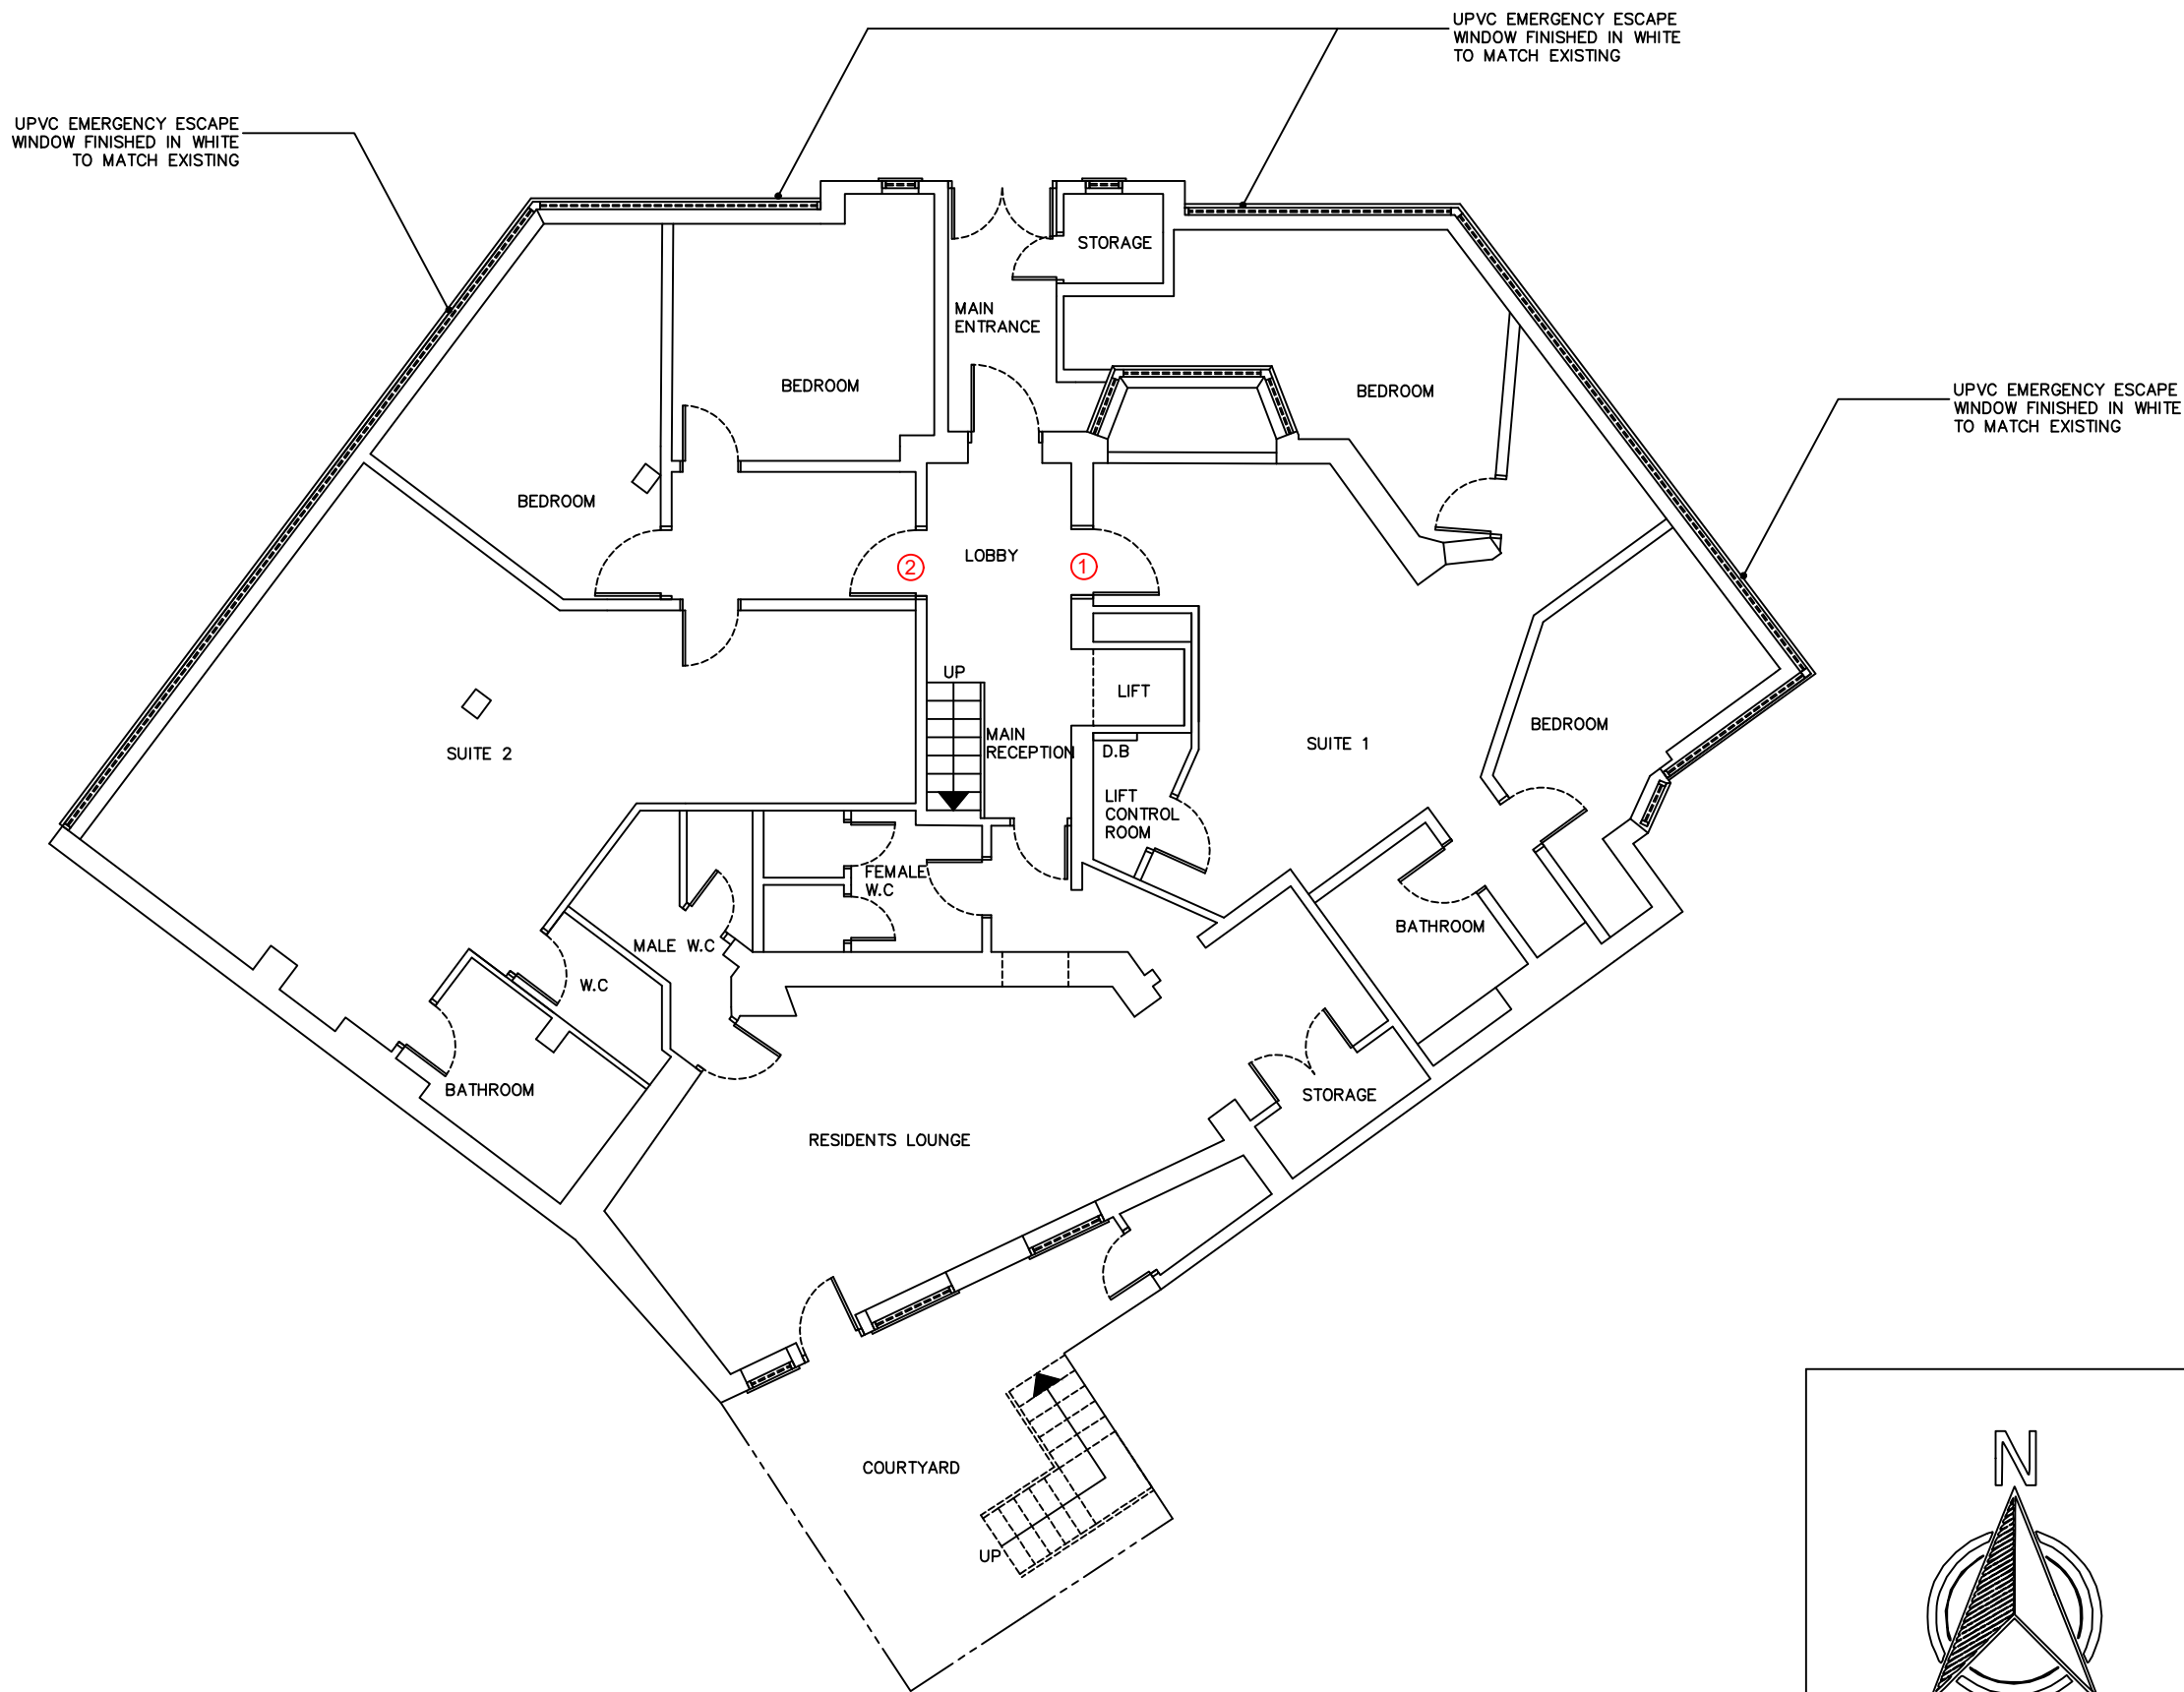 UPVC EMERGENCY ESCAPE
WINDOW FINISHED IN WHITE
TO MATCH EXISTING
UPVC EMERGENCY ESCAPE
WINDOW FINISHED IN WHITE
TO MATCH EXISTING
STORAGE
MAIN
ENTRANCE
BEDROOM
BEDROOM
UPVC EMERGENCY ESCAPE
WINDOW FINISHED IN WHITE
TO MATCH EXISTING
BEDROOM
2
LOBBY
1
UP
LIFT
SUITE 2
MAIN
RECEPTION
D.B
SUITE 1
BEDROOM
LIFT
CONTROL
ROOM
FEMALE
W.C
MALE W.C
BATHROOM
W.C
BATHROOM
STORAGE
RESIDENTS LOUNGE
COURTYARD
UP
N